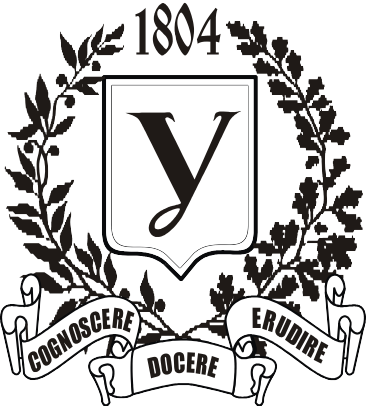 1804
У
COGNOSCERE
DOCERE
ERUDIRE